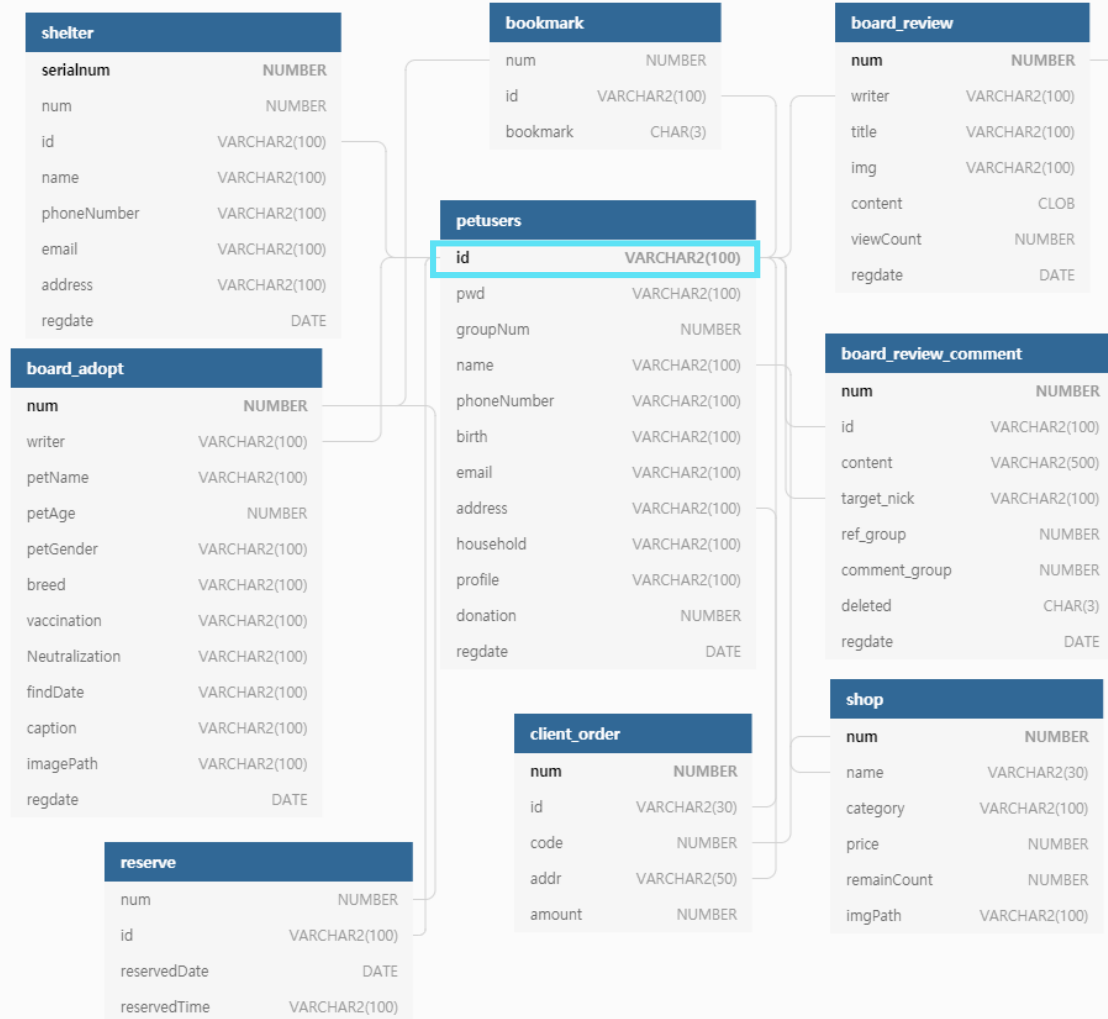 shelter
serialnum NUMBER
num NUMBER
id VARCHAR2(100)
name VARCHAR2(100)
phoneNumber VARCHAR2(100)
email VARCHAR2(100)
address VARCHAR2(100)
regdate DATE
board_adopt
num NUMBER
writer VARCHAR2(100)
petName VARCHAR2(100)
petAge NUMBER
petGender VARCHAR2(100)
breed VARCHAR2(100)
vaccination VARCHAR2(100)
Neutralization VARCHAR2(100)
findDate VARCHAR2(100)
caption VARCHAR2(100)
imagePath VARCHAR2(100)
regdate DATE
reserve
num NUMBER
id VARCHAR2(100)
reservedDate DATE
reservedTime VARCHAR2(100)
bookmark
num NUMBER
id VARCHAR2(100)
bookmark CHAR(3)
petusers
id VARCHAR2(100)
pwd VARCHAR2(100)
groupNum NUMBER
name VARCHAR2(100)
phoneNumber VARCHAR2(100)
birth VARCHAR2(100)
email VARCHAR2(100)
address VARCHAR2(100)
household VARCHAR2(100)
profile VARCHAR2(100)
donation NUMBER
regdate DATE
client_order
num NUMBER
id VARCHAR2(30)
code NUMBER
addr VARCHAR2(50)
amount NUMBER
board_review
num NUMBER
writer VARCHAR2(100)
title VARCHAR2(100)
img VARCHAR2(100)
content CLOB
viewCount NUMBER
regdate DATE
board_review_comment
num NUMBER
id VARCHAR2(100)
content VARCHAR2(500)
target_nick VARCHAR2(100)
ref_group NUMBER
comment_group NUMBER
deleted CHAR(3)
regdate DATE
shop
num NUMBER
name VARCHAR2(30)
category VARCHAR2(100)
price NUMBER
remainCount NUMBER
imgPath VARCHAR2(100)